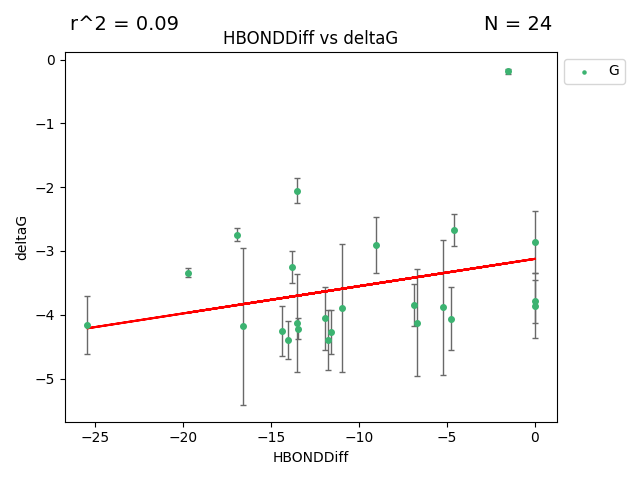 r^2 = 0.09
N = 24
HBONDDiff vs deltaG
G
0
−1
−2
−3
−4
−5
deltaG
−25
−20
−15
−10
−5
0
HBONDDiff